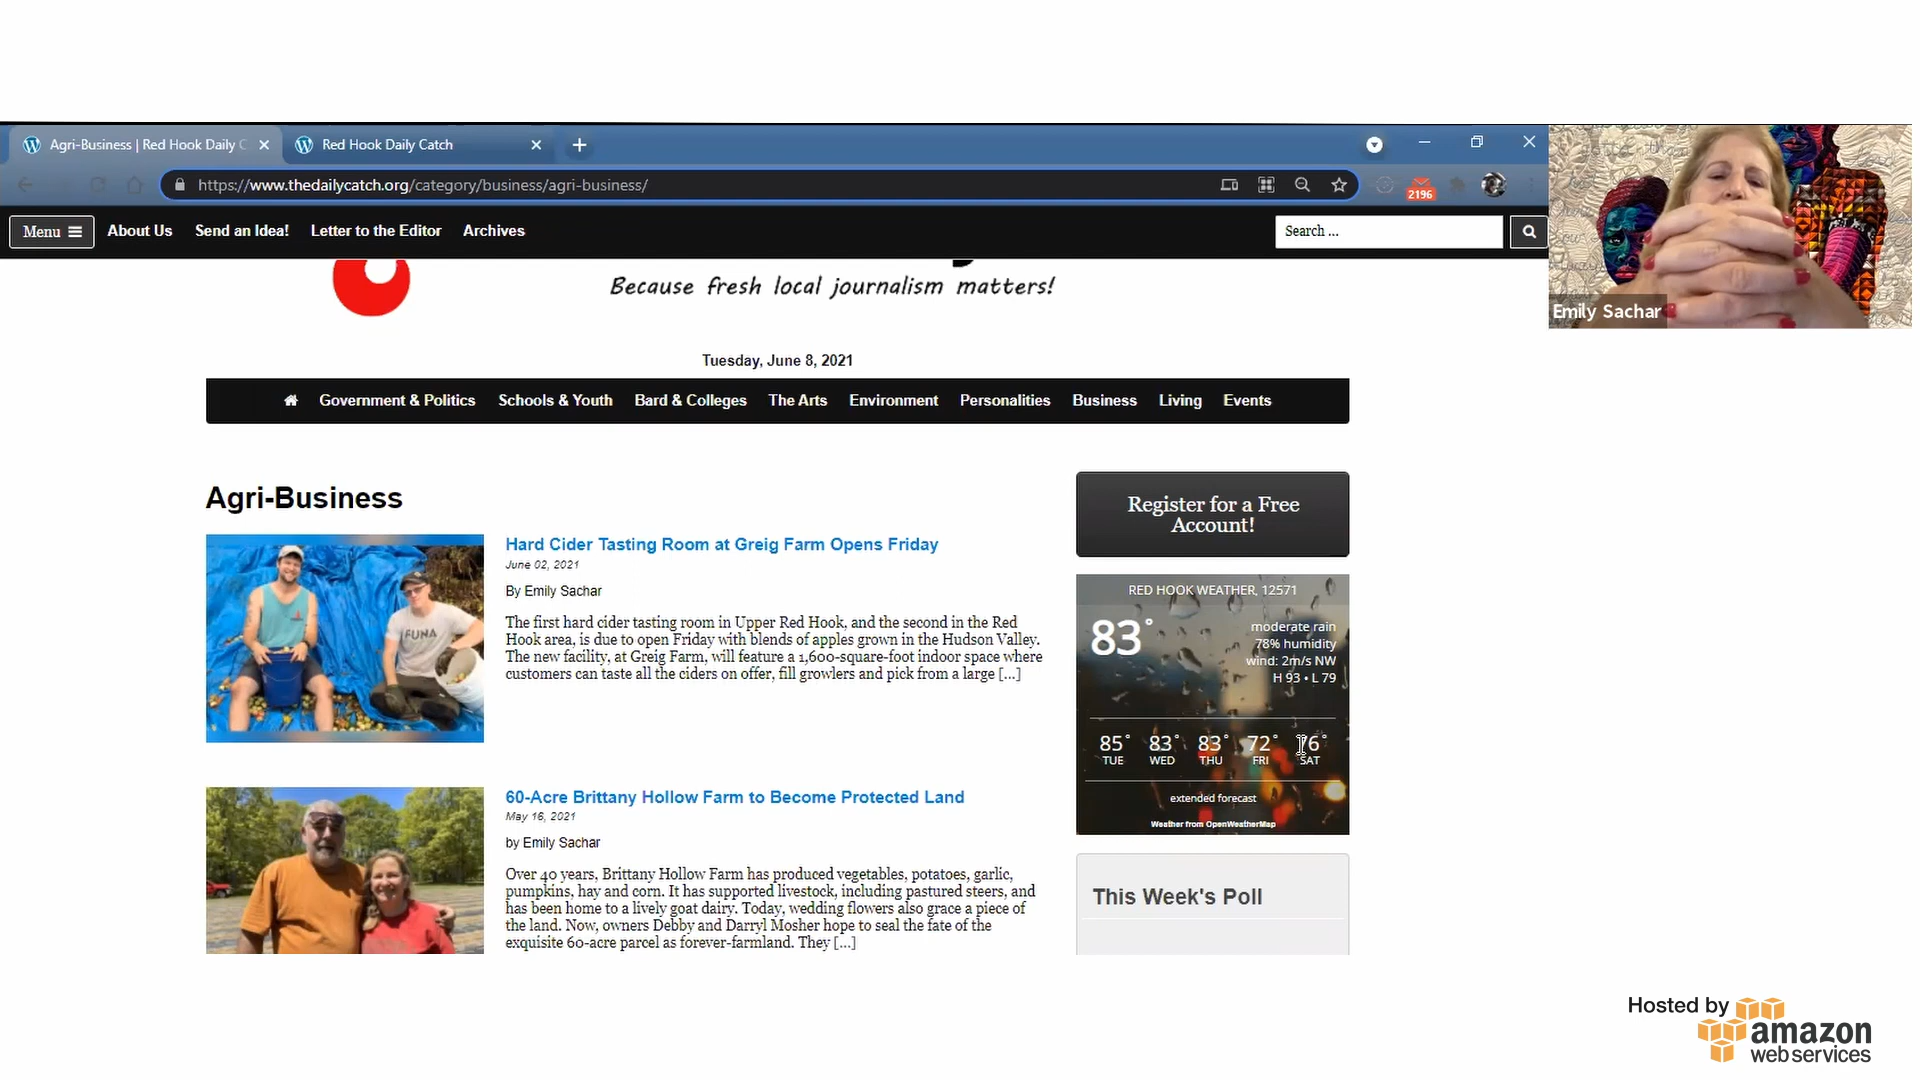 Agri-Business | Red Hook Daily C
Red Hook Daily Catch
https://www.thedailycatch.org/category/business/agri-business/
2196
Menu
About Us
Send an Idea!
Letter to the Editor
Archives
Search ...
Because fresh local journalism matters!
Emily Sachar
Tuesday, June 8, 2021
Government & Politics
Schools & Youth
Bard & Colleges
The Arts
Environment
Personalities
Business
Living
Events
Agri-Business
Hard Cider Tasting Room at Greig Farm Opens Friday
June 02, 2021
By Emily Sachar
The first hard cider tasting room in Upper Red Hook, and the second in the Red
Hook area, is due to open Friday with blends of apples grown in the Hudson Valley.
The new facility, at Greig Farm, will feature a 1,600-square-foot indoor space where
customers can taste all the ciders on offer, fill growlers and pick from a large [...]
60-Acre Brittany Hollow Farm to Become Protected Land
May 16, 2021
by Emily Sachar
Over 40 years, Brittany Hollow Farm has produced vegetables, potatoes, garlic,
pumpkins, hay and corn. It has supported livestock, including pastured steers, and
has been home to a lively goat dairy. Today, wedding flowers also grace a piece of
the land. Now, owners Debby and Darryl Mosher hope to seal the fate of the
exquisite 60-acre parcel as forever-farmland. They [...]
Register for a Free
Account!
RED HOOK WEATHER, 12571
83°
moderate rain
78% humidity
wind: 2m/s NW
H 93 • L 79
85° 83° 83° 72° 76°
TUE WED THU FRI SAT
extended forecast
Weather from OpenWeatherMap
This Week's Poll
Hosted by
amazon
web services